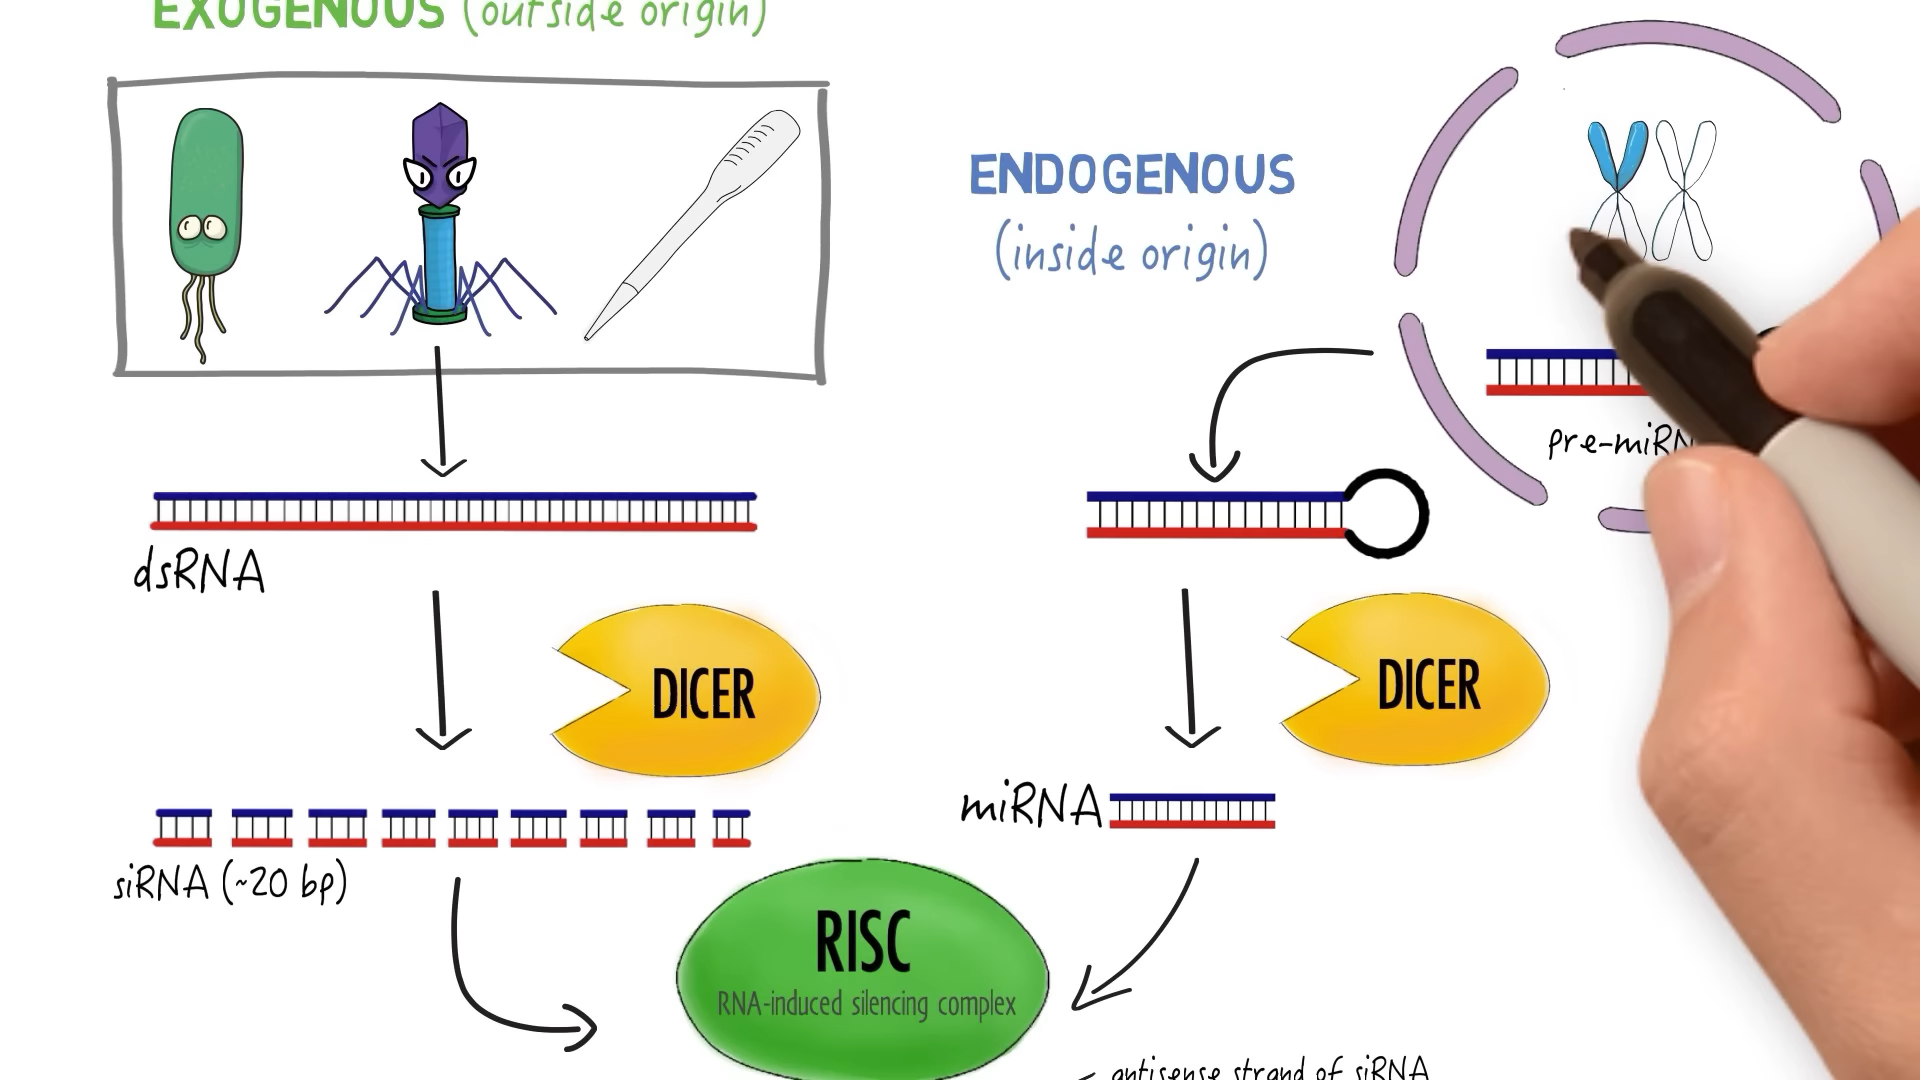 EXOGENOUS (outside origin)
ENDOGENOUS
(inside origin)
dsRNA
DICER
siRNA (~20 bp)
DICER
miRNA
RISC
RNA-induced silencing complex
antisense strand of siRNA